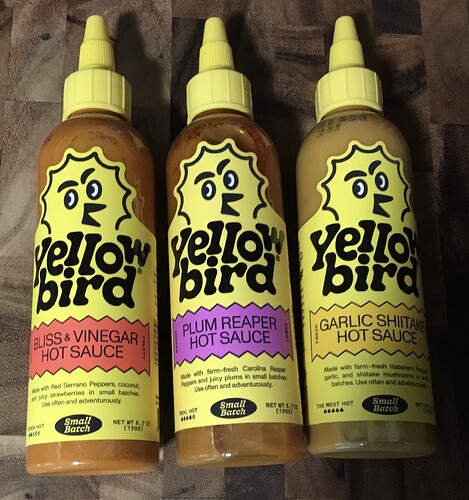 Yellow
bird®
BLISS & VINEGAR
HOT SAUCE
Made with Red Serrano Peppers, coconut,
and juicy strawberries in small batches.
Use often and adventurously.
HOT
Small
Batch
NET WT 6.7 OZ
(190G)
Yellow
bird®
PLUM REAPER
HOT SAUCE
Made with farm-fresh Carolina Reaper
Peppers and juicy plums in small batches.
Use often and adventurously.
REAL HOT
Small
Batch
NET WT 6.7 OZ
(190G)
Yellow
bird
FRESH
GARLIC SHIITAKE
HOT SAUCE
Made with farm-fresh Habanero Peppers,
garlic, and shiitake mushrooms in small
batches. Use often and adventurously.
THE MOST HOT
Small
Batch
NET WT 6.7